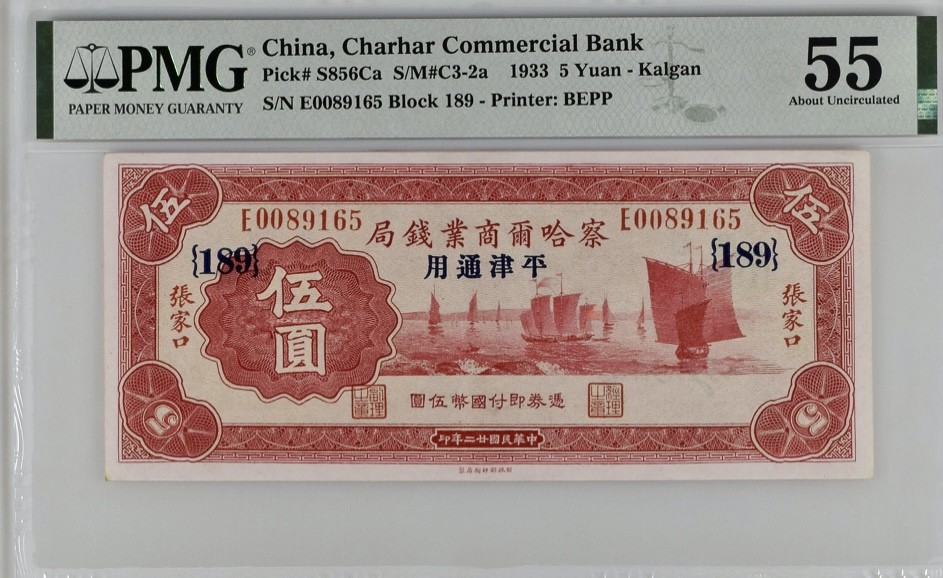 PMG®
PAPER MONEY GUARANTY
China, Charhar Commercial Bank
Pick# S856Ca S/M#C3-2a 1933 5 Yuan - Kalgan
S/N E0089165 Block 189 - Printer: BEPP
55
About Uncirculated
伍
伍
E0089165
E0089165
局錢業商爾哈察
{189}
{189}
用通津平
張家口
伍圓
張家口
圓伍幣國付即券憑
印年二廿國民華中
5
5